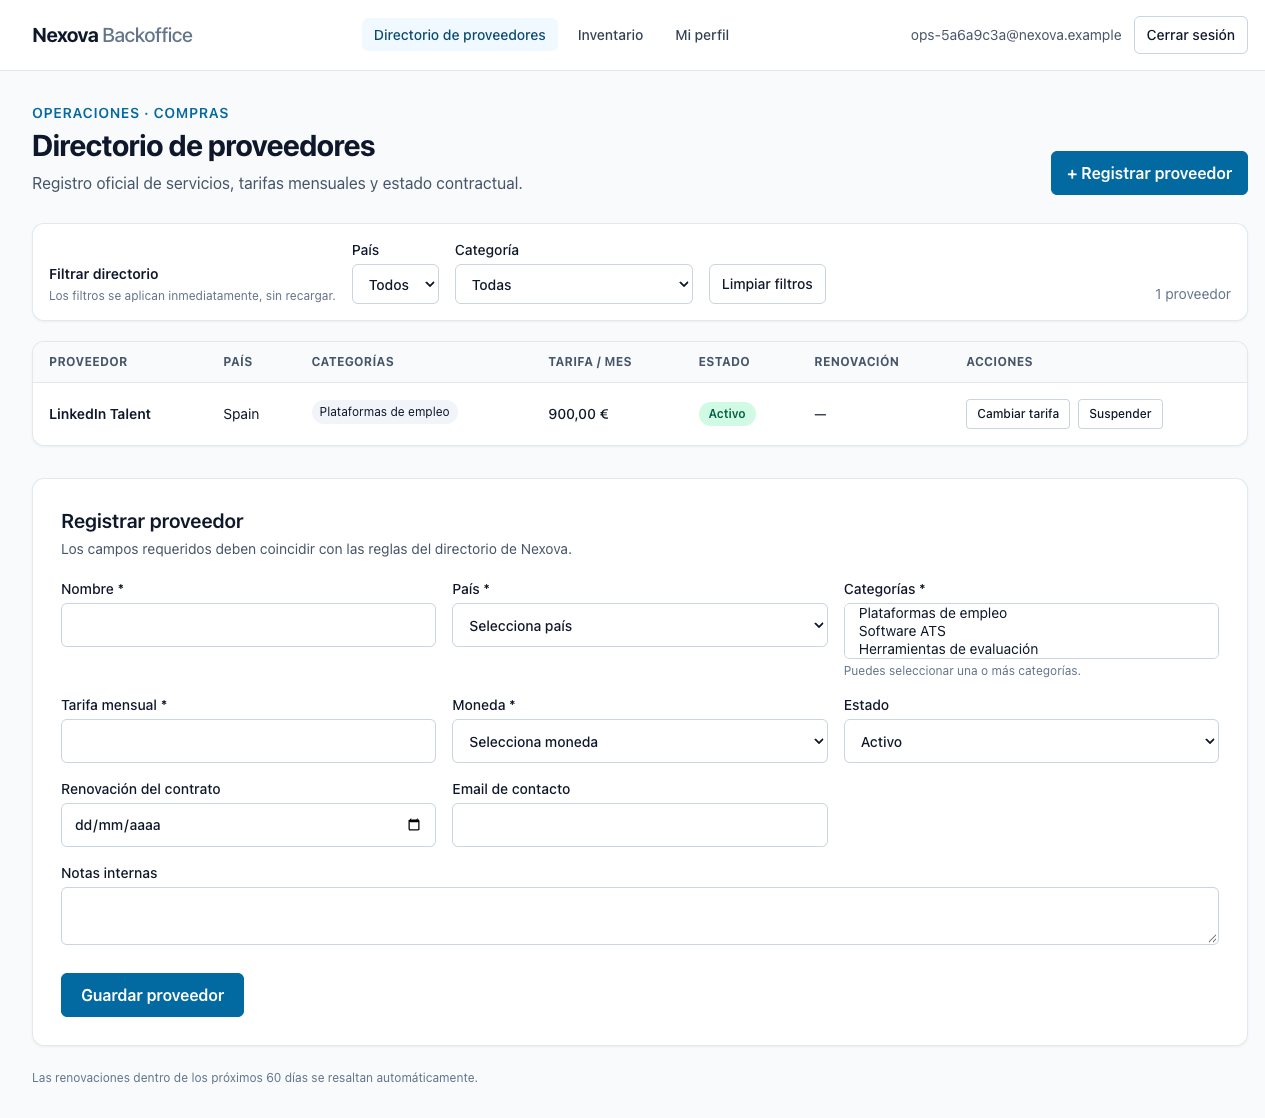 Nexova Backoffice
Directorio de proveedores
Inventario
Mi perfil
ops-5a6a9c3a@nexova.example
Cerrar sesión
OPERACIONES · COMPRAS
Directorio de proveedores
Registro oficial de servicios, tarifas mensuales y estado contractual.
+ Registrar proveedor
Filtrar directorio
Los filtros se aplican inmediatamente, sin recargar.
País
Todos
Categoría
Todas
Limpiar filtros
1 proveedor
PROVEEDOR PAÍS CATEGORÍAS TARIFA / MES ESTADO RENOVACIÓN ACCIONES
LinkedIn Talent Spain Plataformas de empleo 900,00 € Activo — Cambiar tarifa Suspender
Registrar proveedor
Los campos requeridos deben coincidir con las reglas del directorio de Nexova.
Nombre *
País *
Selecciona país
Categorías *
Plataformas de empleo
Software ATS
Herramientas de evaluación
Puedes seleccionar una o más categorías.
Tarifa mensual *
Moneda *
Selecciona moneda
Estado
Activo
Renovación del contrato
dd/mm/aaaa
Email de contacto
Notas internas
Guardar proveedor
Las renovaciones dentro de los próximos 60 días se resaltan automáticamente.